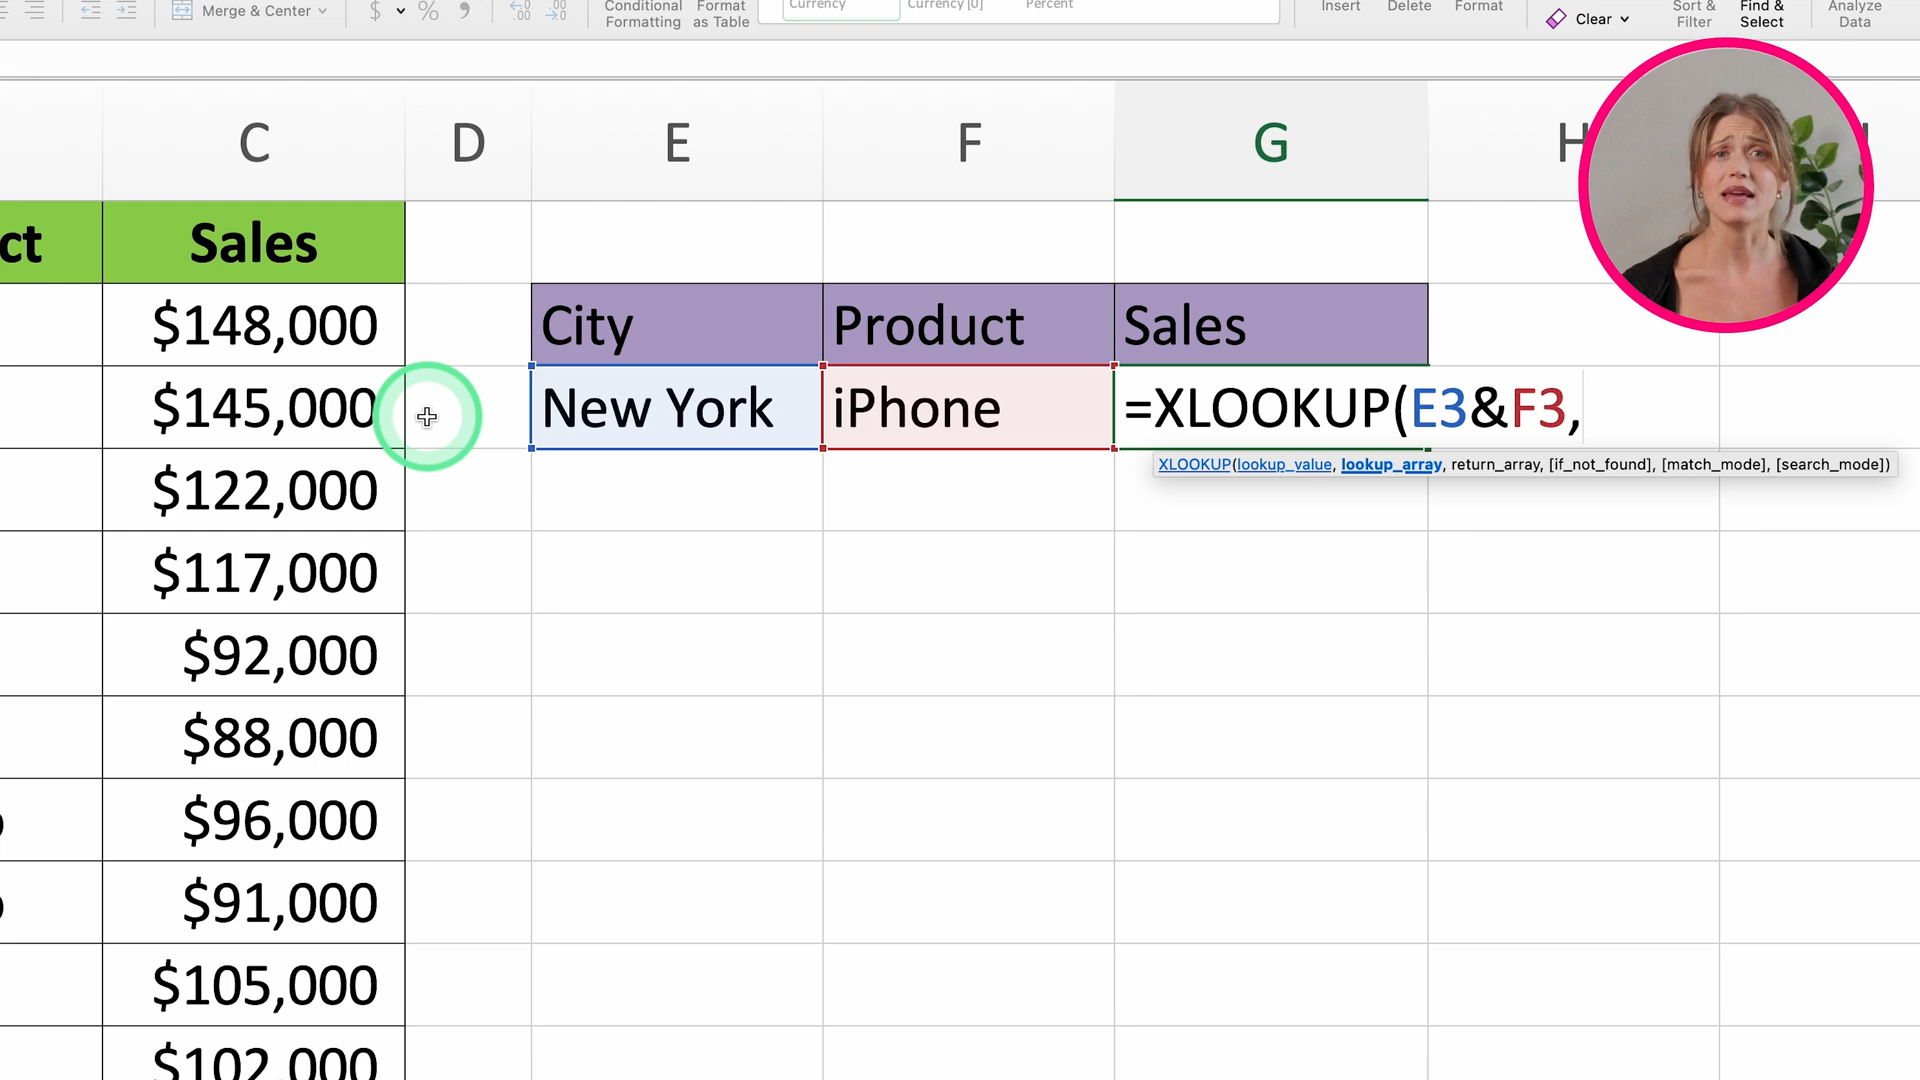 Merge & Center
$
%
Conditional Formatting
Format as Table
Currency
Currency [0]
Percent
Insert
Delete
Format
Clear
Sort & Filter
Find & Select
Analyze Data
C
D
E
F
G
H
ct
Sales
$148,000
City
Product
Sales
$145,000
New York
iPhone
=XLOOKUP(E3&F3,
XLOOKUP(lookup_value, lookup_array, return_array, [if_not_found], [match_mode], [search_mode])
$122,000
$117,000
$92,000
$88,000
$96,000
$91,000
$105,000
$102,000